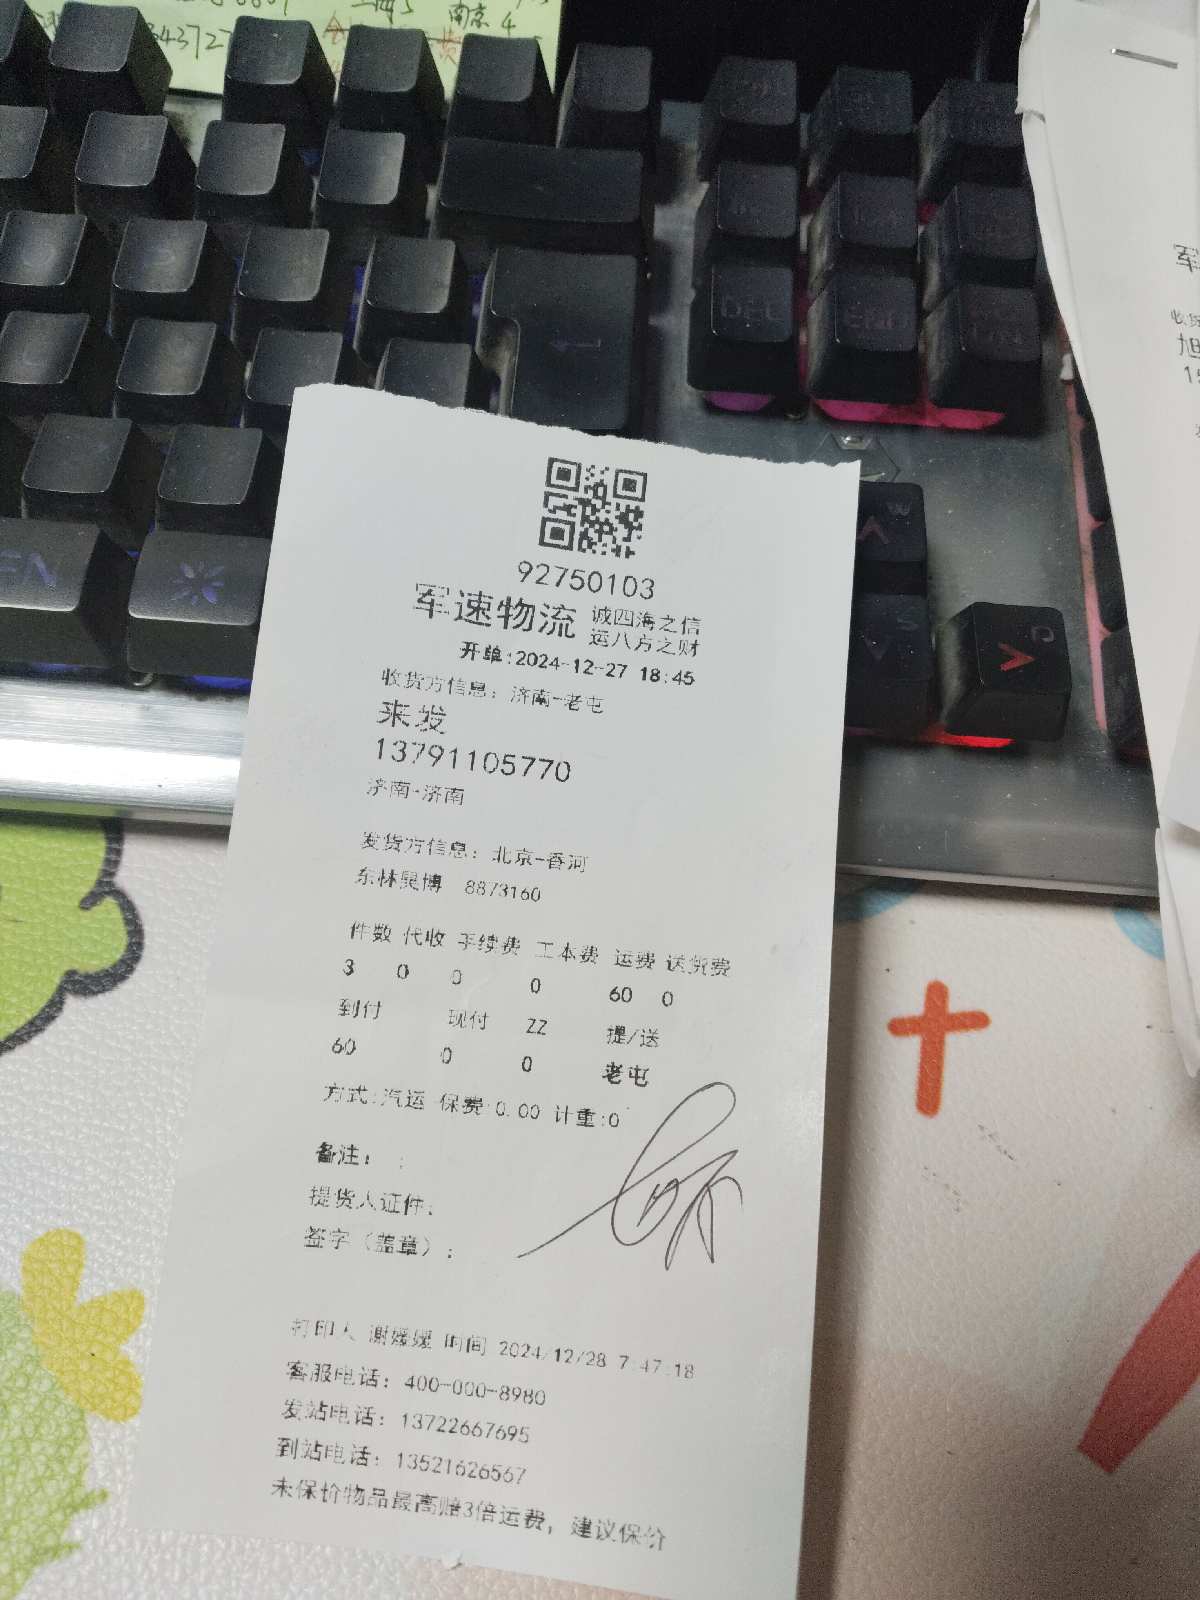 南京 4
92750103
军速物流 诚四海之信
运八方之财
开单:2024-12-27 18:45
收货方信息: 济南-老屯
来发
13791105770
济南-济南
发货方信息: 北京-香河
东林昊博 8873160
件数 代收 手续费 工本费 运费 送货费
3 0 0 0 60 0
到付 现付 ZZ 提/送
60 0 0 老屯
方式:汽运 保费:0.00 计重:0
备注: :
提货人证件:
签字（盖章）:
打印人 谢媛媛 时间 2024/12/28 7:47:18
客服电话: 400-000-8980
发站电话: 13722667695
到站电话: 13521626567
未保价物品最高赔3倍运费, 建议保价
DEL
END
W
S
D
军
旭